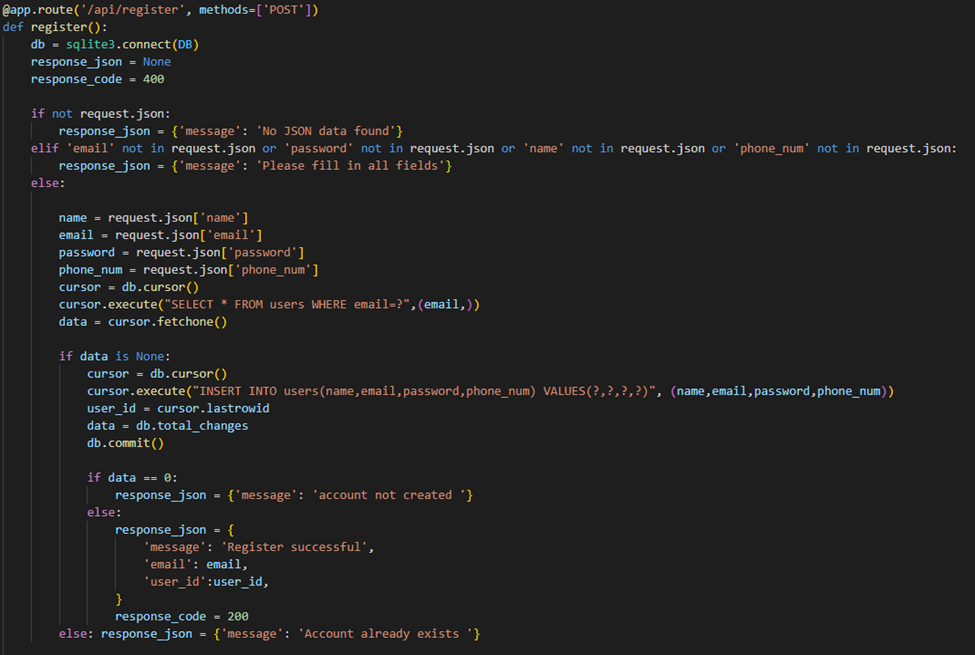 @app.route('/api/register', methods=['POST'])
def register():
    db = sqlite3.connect(DB)
    response_json = None
    response_code = 400

    if not request.json:
        response_json = {'message': 'No JSON data found'}
    elif 'email' not in request.json or 'password' not in request.json or 'name' not in request.json or 'phone_num' not in request.json:
        response_json = {'message': 'Please fill in all fields'}
    else:

        name = request.json['name']
        email = request.json['email']
        password = request.json['password']
        phone_num = request.json['phone_num']
        cursor = db.cursor()
        cursor.execute("SELECT * FROM users WHERE email=?",(email,))
        data = cursor.fetchone()

        if data is None:
            cursor = db.cursor()
            cursor.execute("INSERT INTO users(name,email,password,phone_num) VALUES(?,?,?,?)", (name,email,password,phone_num))
            user_id = cursor.lastrowid
            data = db.total_changes
            db.commit()

            if data == 0:
                response_json = {'message': 'account not created '}
            else:
                response_json = {
                    'message': 'Register successful',
                    'email': email,
                    'user_id':user_id,
                }
                response_code = 200
        else: response_json = {'message': 'Account already exists '}